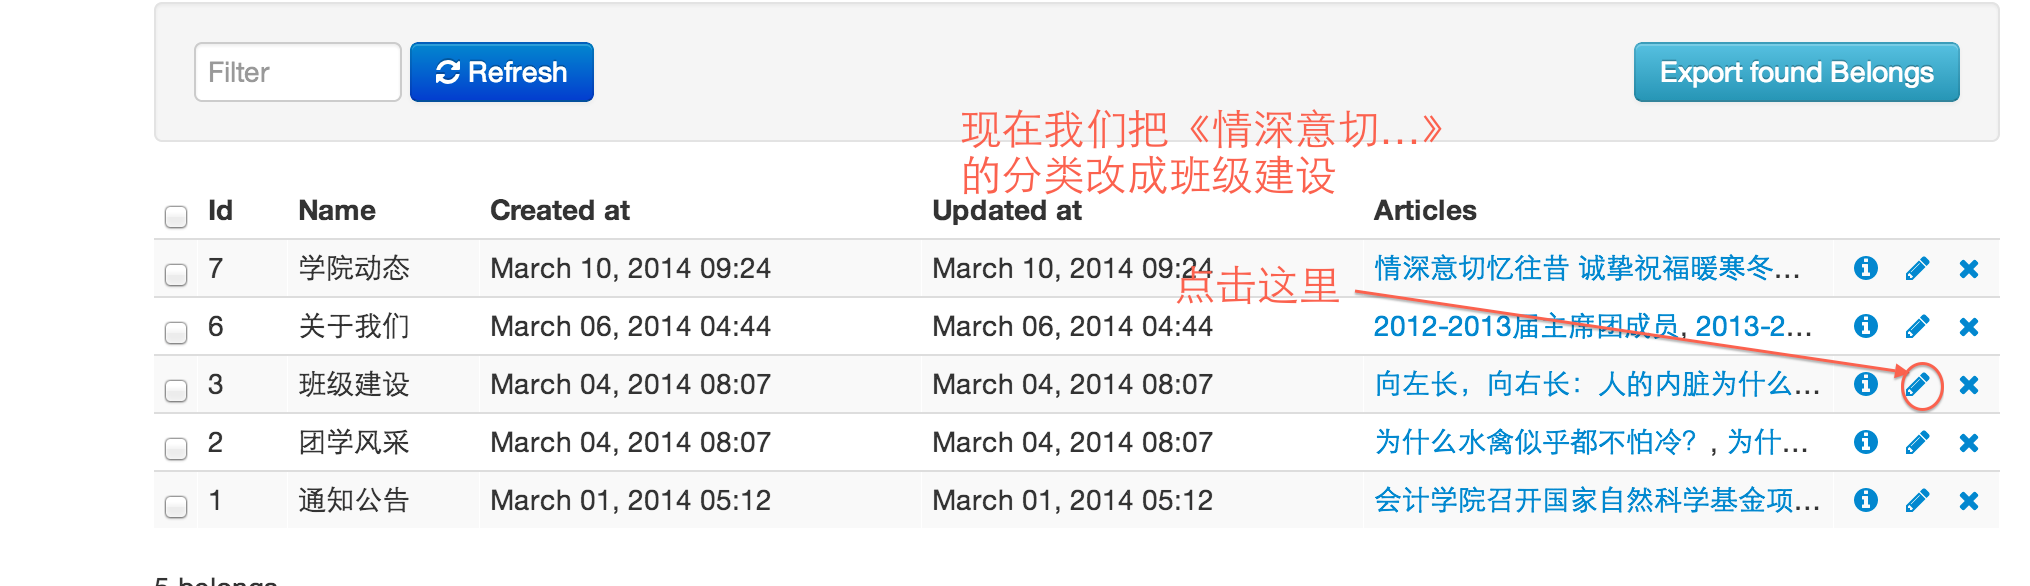 Filter Refresh Export found Belongs
现在我们把《情深意切...》
的分类改成班级建设
Id Name Created at Updated at Articles
7 学院动态 March 10, 2014 09:24 March 10, 2014 09:24 情深意切忆往昔 诚挚祝福暖寒冬...
点击这里
6 关于我们 March 06, 2014 04:44 March 06, 2014 04:44 2012-2013届主席团成员, 2013-2...
3 班级建设 March 04, 2014 08:07 March 04, 2014 08:07 向左长，向右长：人的内脏为什么...
2 团学风采 March 04, 2014 08:07 March 04, 2014 08:07 为什么水禽似乎都不怕冷？, 为什...
1 通知公告 March 01, 2014 05:12 March 01, 2014 05:12 会计学院召开国家自然科学基金项...
5 belongs